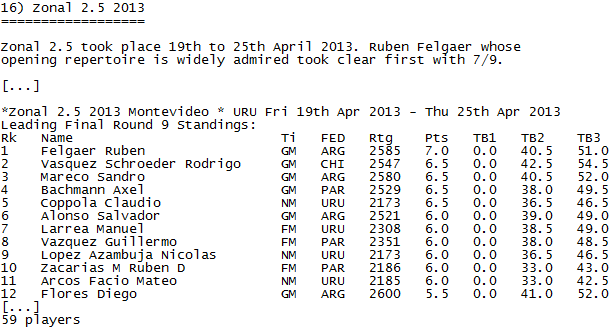 16) Zonal 2.5 2013
==================
Zonal 2.5 took place 19th to 25th April 2013. Ruben Felgaer whose
opening repertoire is widely admired took clear first with 7/9.
[...]
*Zonal 2.5 2013 Montevideo * URU Fri 19th Apr 2013 - Thu 25th Apr 2013
Leading Final Round 9 Standings:
Rk Name Ti FED Rtg Pts TB1 TB2 TB3
1 Felgaer Ruben GM ARG 2585 7.0 0.0 40.5 51.0
2 Vasquez Schroeder Rodrigo GM CHI 2547 6.5 0.0 42.5 54.5
3 Mareco Sandro GM ARG 2580 6.5 0.0 40.5 52.0
4 Bachmann Axel GM PAR 2529 6.5 0.0 38.0 49.5
5 Coppola Claudio NM URU 2173 6.5 0.0 36.5 46.5
6 Alonso Salvador GM ARG 2521 6.0 0.0 39.0 49.0
7 Larrea Manuel FM URU 2308 6.0 0.0 38.5 49.0
8 Vazquez Guillermo FM PAR 2351 6.0 0.0 38.0 48.5
9 Lopez Azambuja Nicolas NM URU 2173 6.0 0.0 36.5 46.5
10 Zacarias M Ruben D FM PAR 2186 6.0 0.0 33.0 43.0
11 Arcos Facio Mateo NM URU 2185 6.0 0.0 33.0 42.5
12 Flores Diego GM ARG 2600 5.5 0.0 41.0 52.0
[...]
59 players